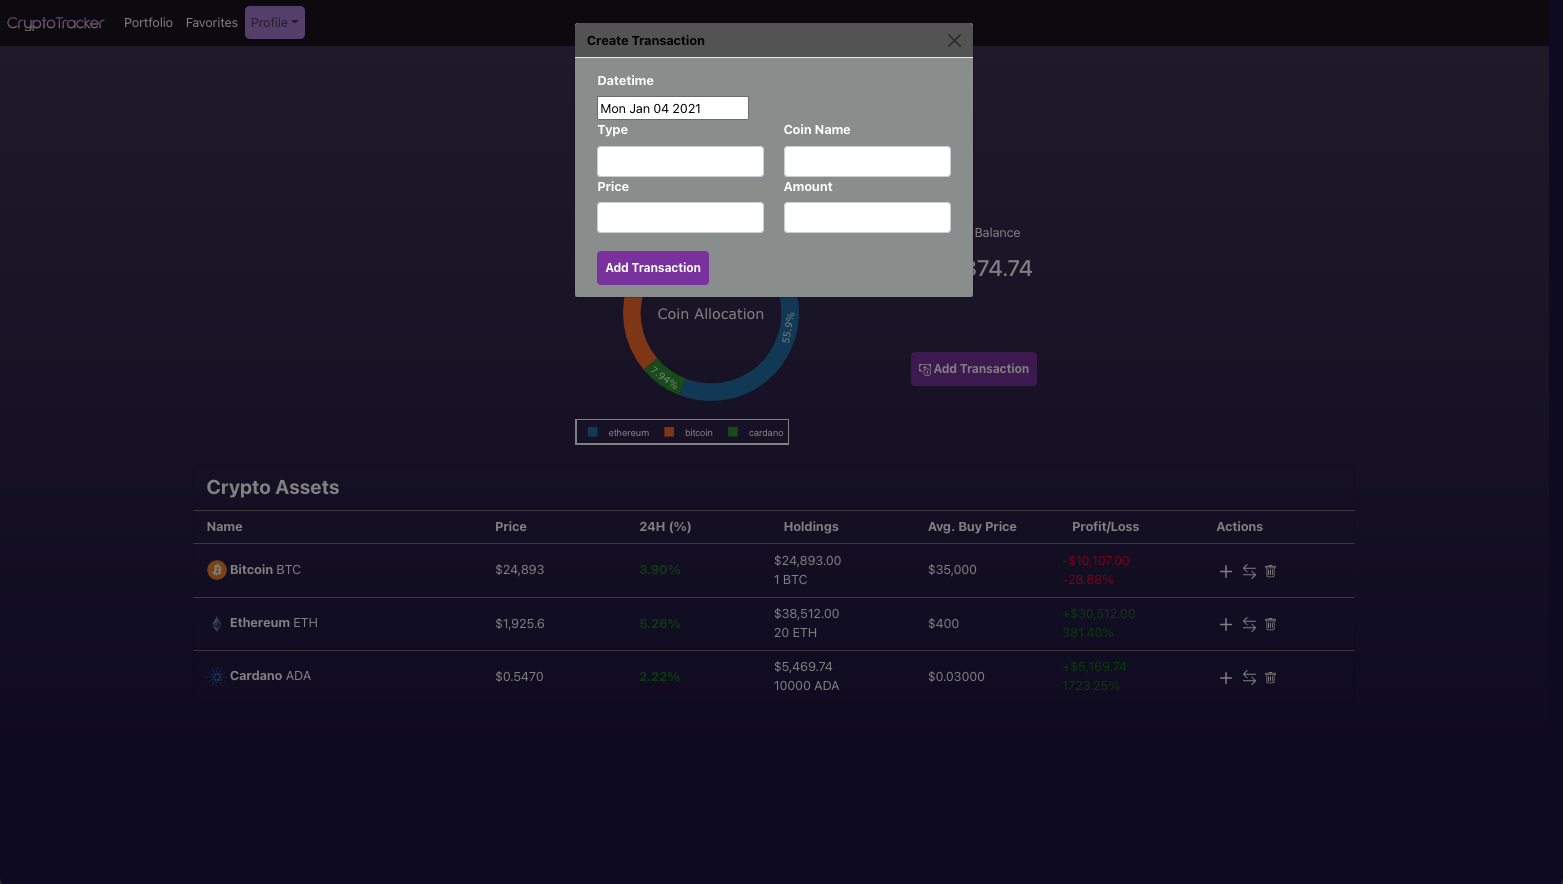 CryptoTracker Portfolio Favorites Profile
Create Transaction
Datetime
Mon Jan 04 2021
Type Coin Name
Price Amount
Add Transaction
Balance
874.74
Coin Allocation
55.9%
7.94%
Add Transaction
ethereum bitcoin cardano
Crypto Assets
Name Price 24H (%) Holdings Avg. Buy Price Profit/Loss Actions
Bitcoin BTC $24,893 3.90% $24,893.00 $35,000 -$10,107.00
1 BTC -28.88%
Ethereum ETH $1,925.6 5.26% $38,512.00 $400 +$30,512.00
20 ETH 381.40%
Cardano ADA $0.5470 2.22% $5,469.74 $0.03000 +$5,169.74
10000 ADA 1723.25%